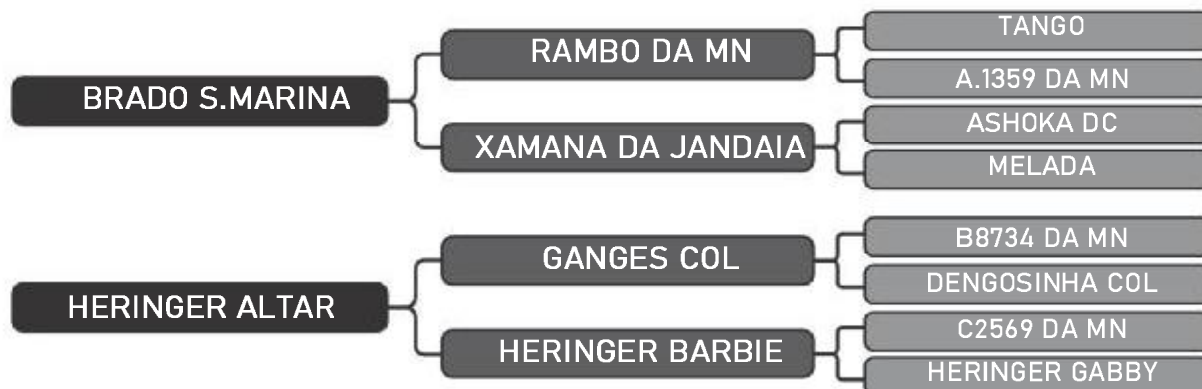 TANGO
RAMBO DA MN
A.1359 DA MN
BRADO S.MARINA
ASHOKA DC
XAMANA DA JANDAIA
MELADA
B8734 DA MN
GANGES COL
DENGOSINHA COL
HERINGER ALTAR
C2569 DA MN
HERINGER BARBIE
HERINGER GABBY